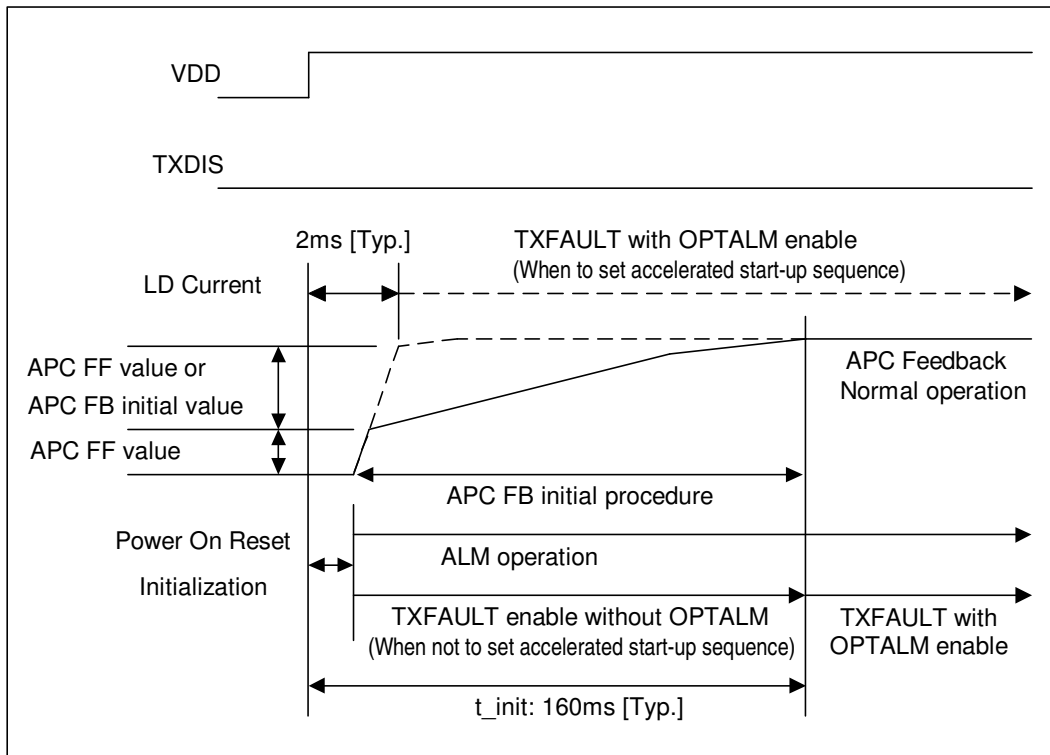 VDD
TXDIS
2ms [Typ.]
TXFAULT with OPTALM enable
(When to set accelerated start-up sequence)
LD Current
APC FF value or
APC FB initial value
APC Feedback
Normal operation
APC FF value
APC FB initial procedure
Power On Reset
Initialization
ALM operation
TXFAULT enable without OPTALM
(When not to set accelerated start-up sequence)
TXFAULT with
OPTALM enable
t_init: 160ms [Typ.]